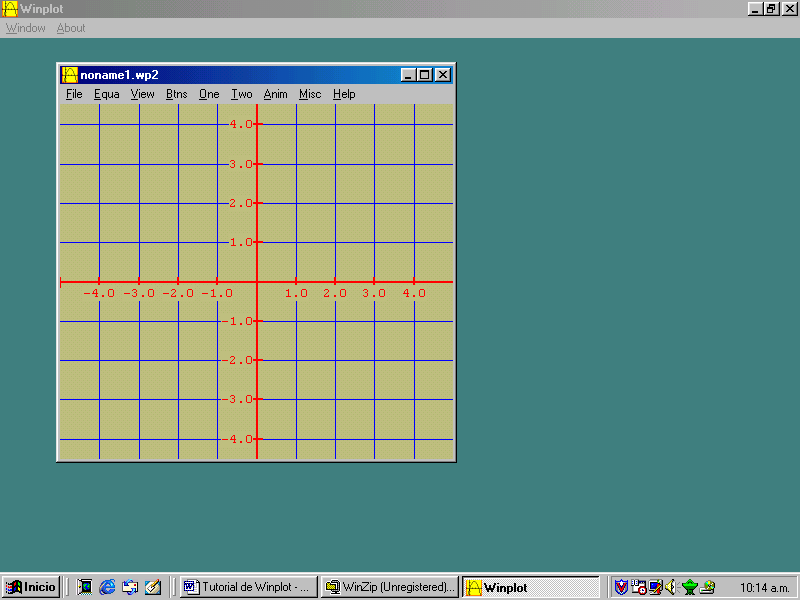 Winplot
Window About
noname1.wp2
File Equa View Btns One Two Anim Misc Help
4.0
3.0
2.0
1.0
-4.0 -3.0 -2.0 -1.0 1.0 2.0 3.0 4.0
-1.0
-2.0
-3.0
-4.0
Inicio Tutorial de Winplot - ... WinZip (Unregistered)... Winplot 10:14 a.m.